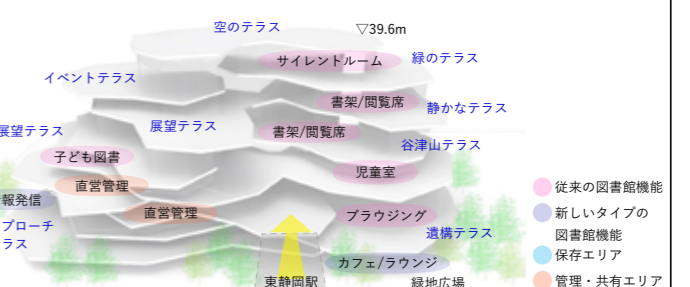 空のテラス
▽39.6m
サイレントルーム
緑のテラス
イベントテラス
書架/閲覧席
静かなテラス
展望テラス
展望テラス
書架/閲覧席
谷津山テラス
子ども図書
児童室
直営管理
従来の図書館機能
報発信
直営管理
ブラウジング
新しいタイプの
図書館機能
プローチ
ラス
遺構テラス
保存エリア
カフェ/ラウンジ
東静岡駅
緑地広場
管理・共有エリア